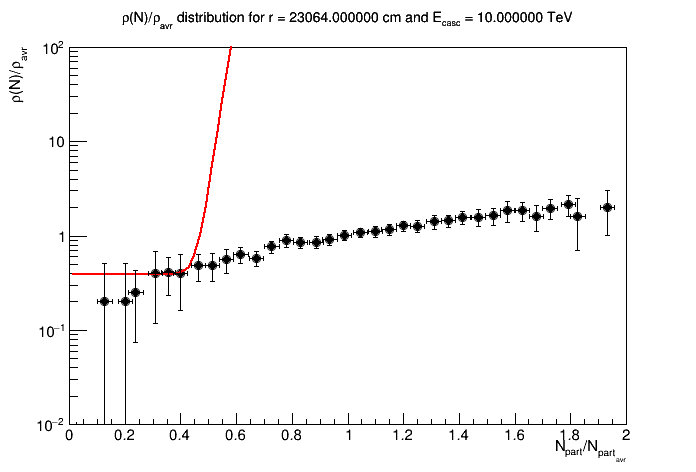 ρ(N)/ρavr distribution for r = 23064.000000 cm and Ecasc = 10.000000 TeV
ρ(N)/ρavr
10²
10
1
10⁻¹
10⁻²
0 0.2 0.4 0.6 0.8 1 1.2 1.4 1.6 1.8 2
Npart/Npartavr